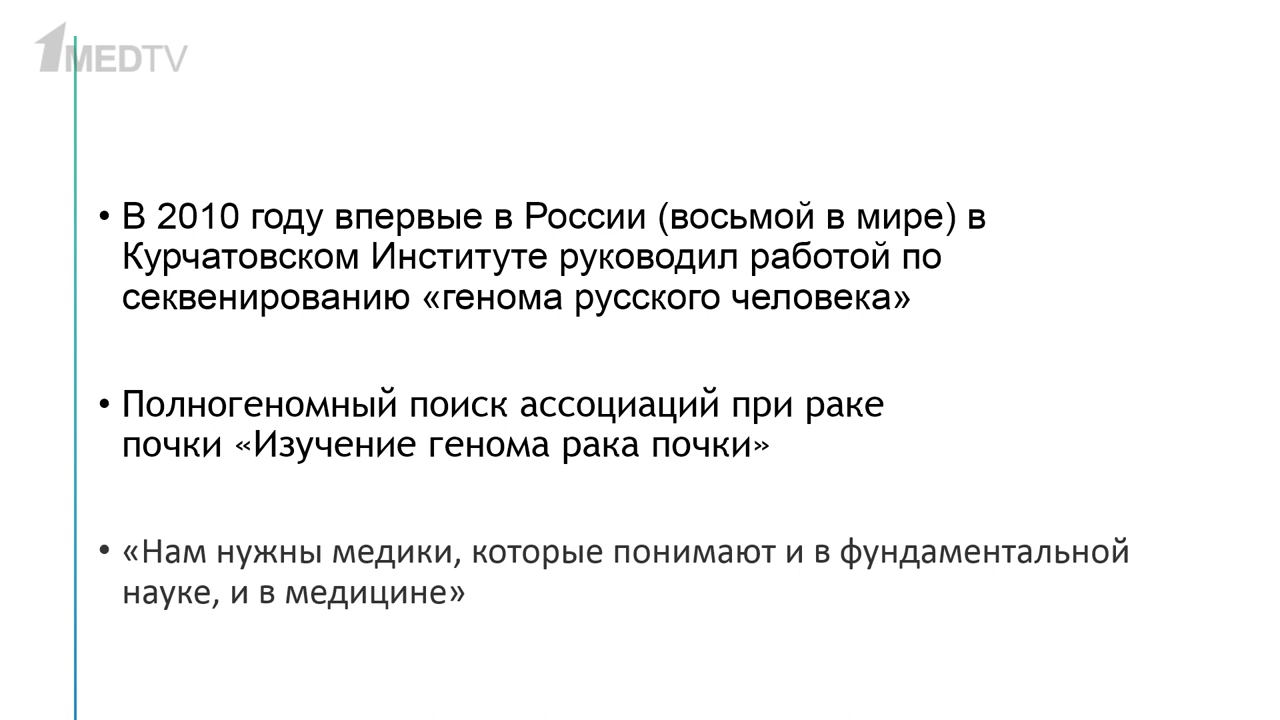 1MEDTV
• В 2010 году впервые в России (восьмой в мире) в
Курчатовском Институте руководил работой по
секвенированию «генома русского человека»
• Полногеномный поиск ассоциаций при раке
почки «Изучение генома рака почки»
• «Нам нужны медики, которые понимают и в фундаментальной
науке, и в медицине»